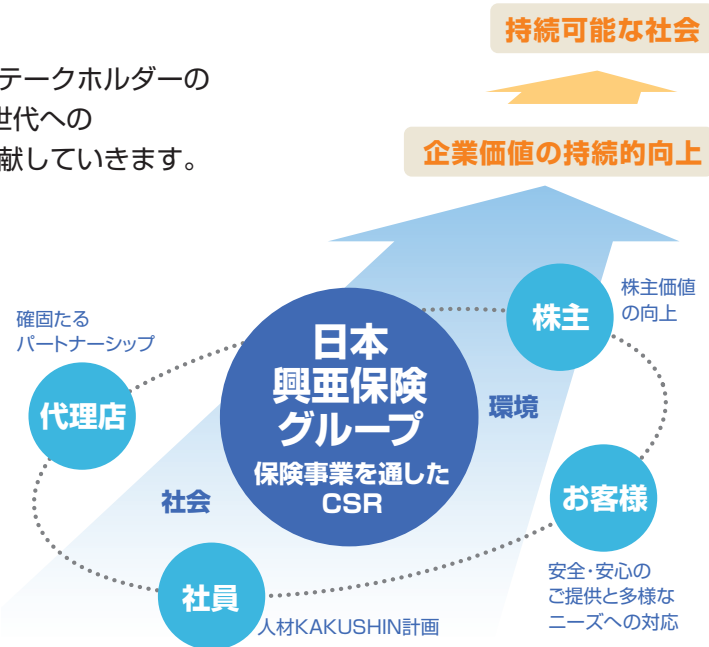 持続可能な社会
テークホルダーの
世代への
献していきます。
企業価値の持続的向上
株主価値
の向上
株主
確固たる
パートナーシップ
代理店
日本
興亜保険
グループ
保険事業を通した
CSR
環境
社会
お客様
安全・安心の
ご提供と多様な
ニーズへの対応
社員
人材KAKUSHIN計画